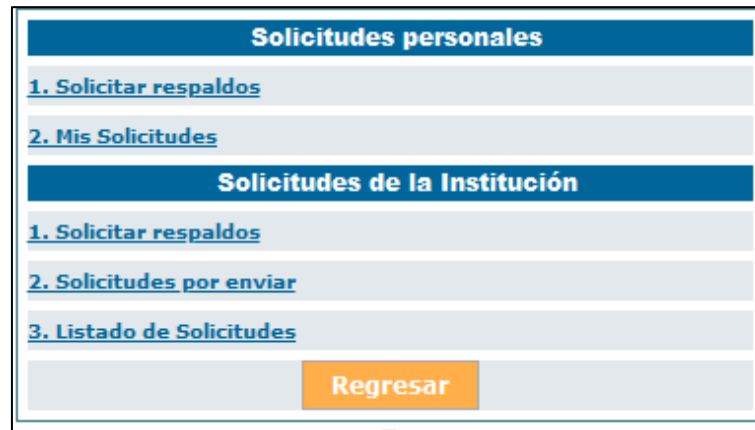 Solicitudes personales
1. Solicitar respaldos
2. Mis Solicitudes
Solicitudes de la Institución
1. Solicitar respaldos
2. Solicitudes por enviar
3. Listado de Solicitudes
Regresar